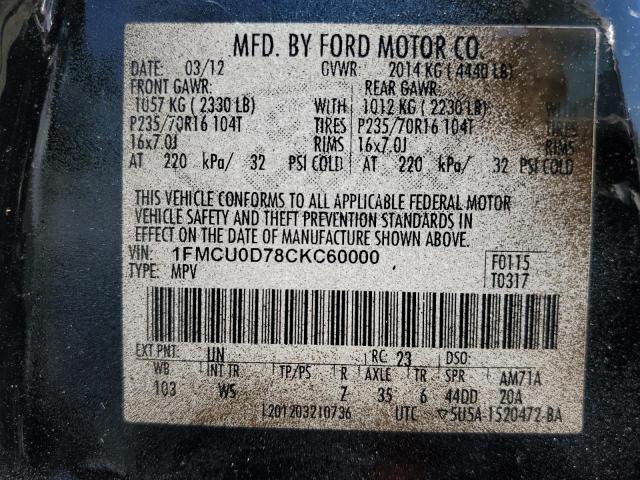 MFD. BY FORD MOTOR CO.
DATE: 03/12 GVWR: 2014 KG ( 4440 LB)
FRONT GAWR: REAR GAWR:
1057 KG ( 2330 LB) WITH 1012 KG ( 2230 LB) WITH
P235/70R16 104T TIRES P235/70R16 104T TIRES
16x7.0J RIMS 16x7.0J RIMS
AT 220 kPa/ 32 PSI COLD AT 220 kPa/ 32 PSI COLD
THIS VEHICLE CONFORMS TO ALL APPLICABLE FEDERAL MOTOR
VEHICLE SAFETY AND THEFT PREVENTION STANDARDS IN
EFFECT ON THE DATE OF MANUFACTURE SHOWN ABOVE.
VIN: 1FMCU0D78CKC60000 F0115
TYPE: MPV T0317
EXT PNT: UN RC: 23 DSO:
WB INT TR TP/PS R AXLE TR SPR AM71A
103 WS 7 35 6 44DD 20A
L201203210736 UTC ▽5U5A-1520472-BA